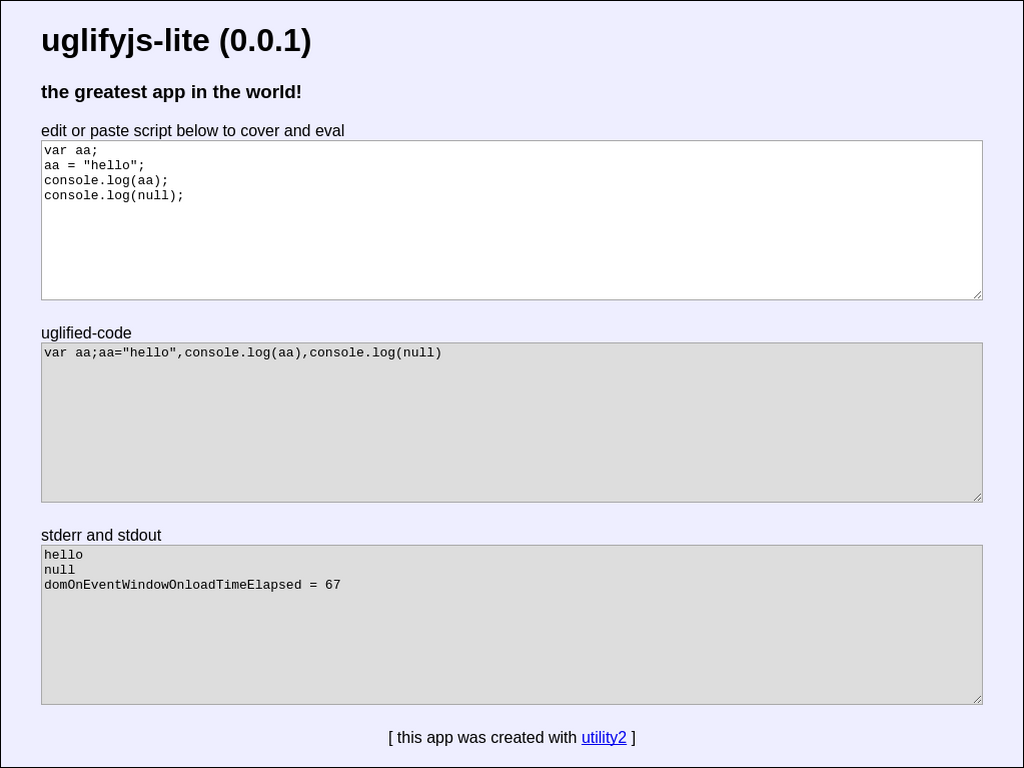 uglifyjs-lite (0.0.1)
the greatest app in the world!
edit or paste script below to cover and eval
var aa;
aa = "hello";
console.log(aa);
console.log(null);
uglified-code
var aa;aa="hello",console.log(aa),console.log(null)
stderr and stdout
hello
null
domOnEventWindowOnloadTimeElapsed = 67
[ this app was created with utility2 ]